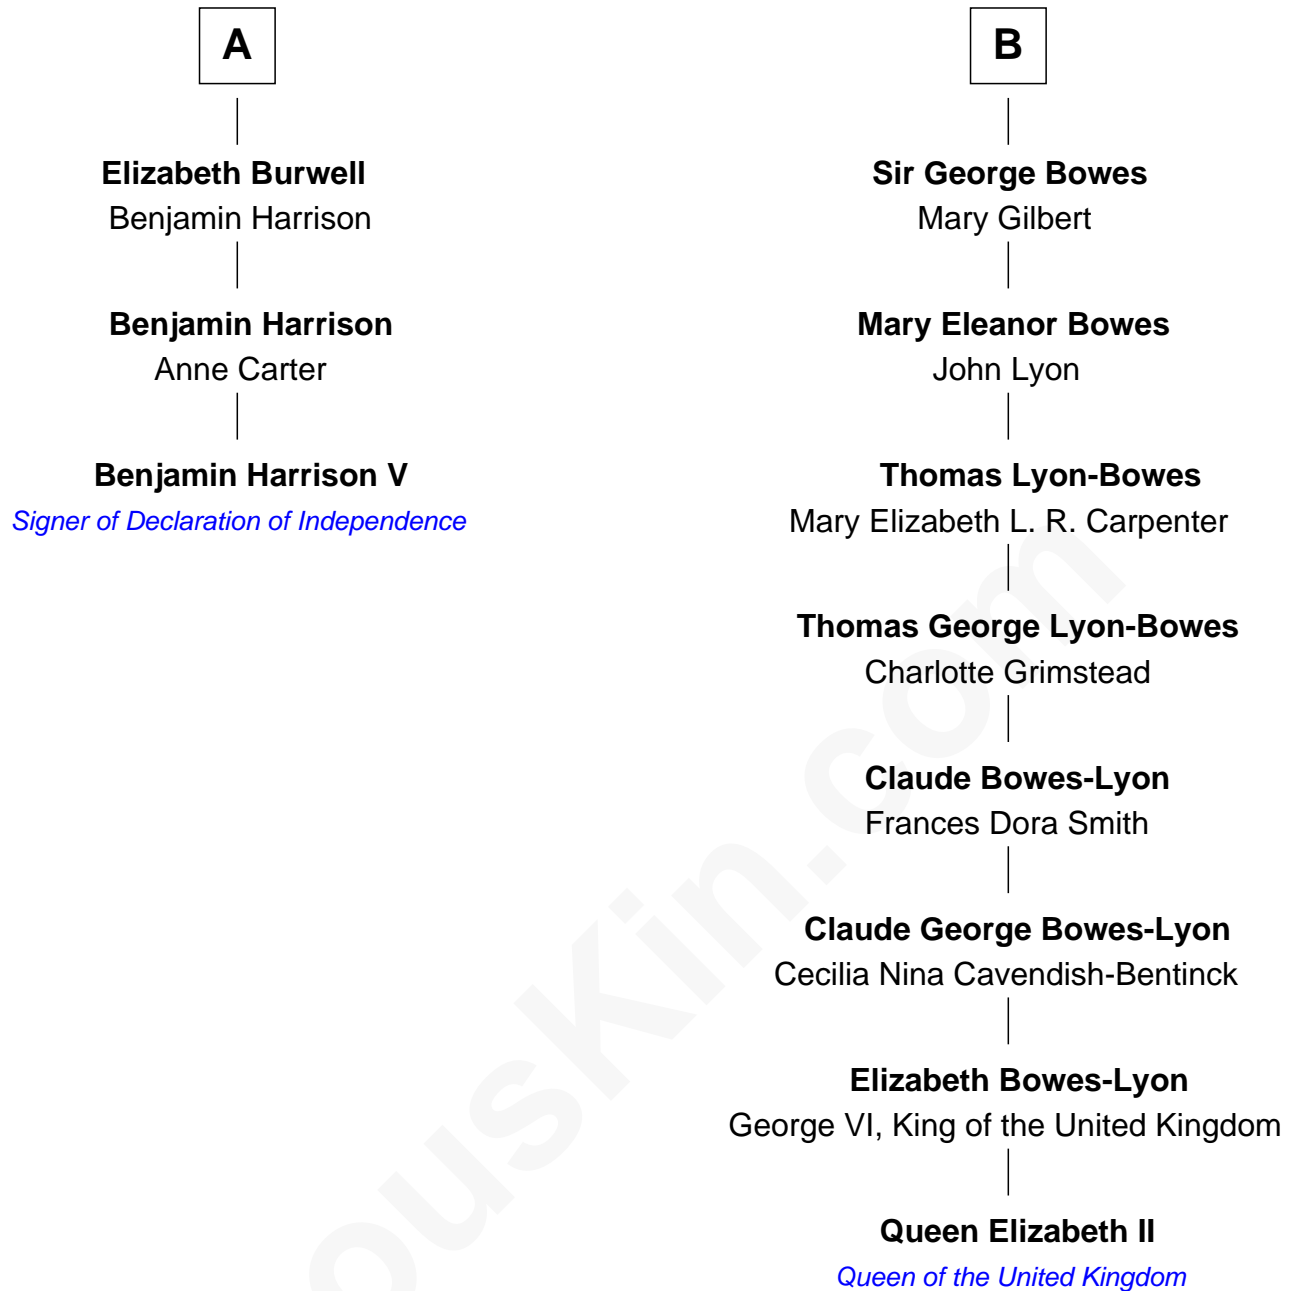 A
Elizabeth Burwell
Benjamin Harrison
Benjamin Harrison
Anne Carter
Benjamin Harrison V
Signer of Declaration of Independence
B
Sir George Bowes
Mary Gilbert
Mary Eleanor Bowes
John Lyon
Thomas Lyon-Bowes
Mary Elizabeth L. R. Carpenter
Thomas George Lyon-Bowes
Charlotte Grimstead
Claude Bowes-Lyon
Frances Dora Smith
Claude George Bowes-Lyon
Cecilia Nina Cavendish-Bentinck
Elizabeth Bowes-Lyon
George VI, King of the United Kingdom
Queen Elizabeth II
Queen of the United Kingdom
ousKin.com